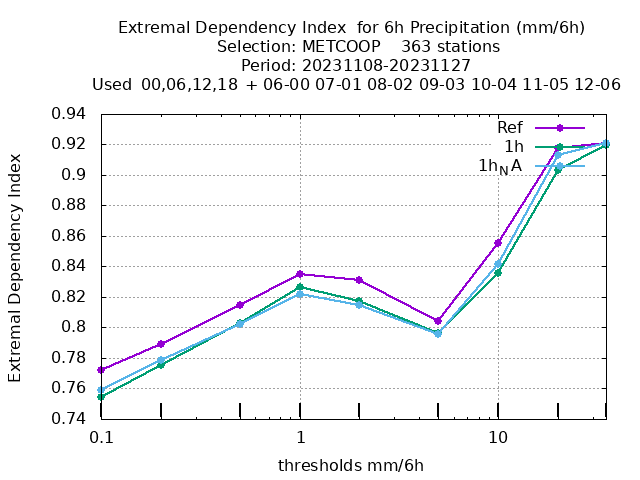 Extremal Dependency Index  for 6h Precipitation (mm/6h)
Selection: METCOOP    363 stations
Period: 20231108-20231127
Used  00,06,12,18  + 06-00 07-01 08-02 09-03 10-04 11-05 12-06
Ref
1h
1h_NA
Extremal Dependency Index
0.94
0.92
0.9
0.88
0.86
0.84
0.82
0.8
0.78
0.76
0.74
0.1
1
10
thresholds mm/6h